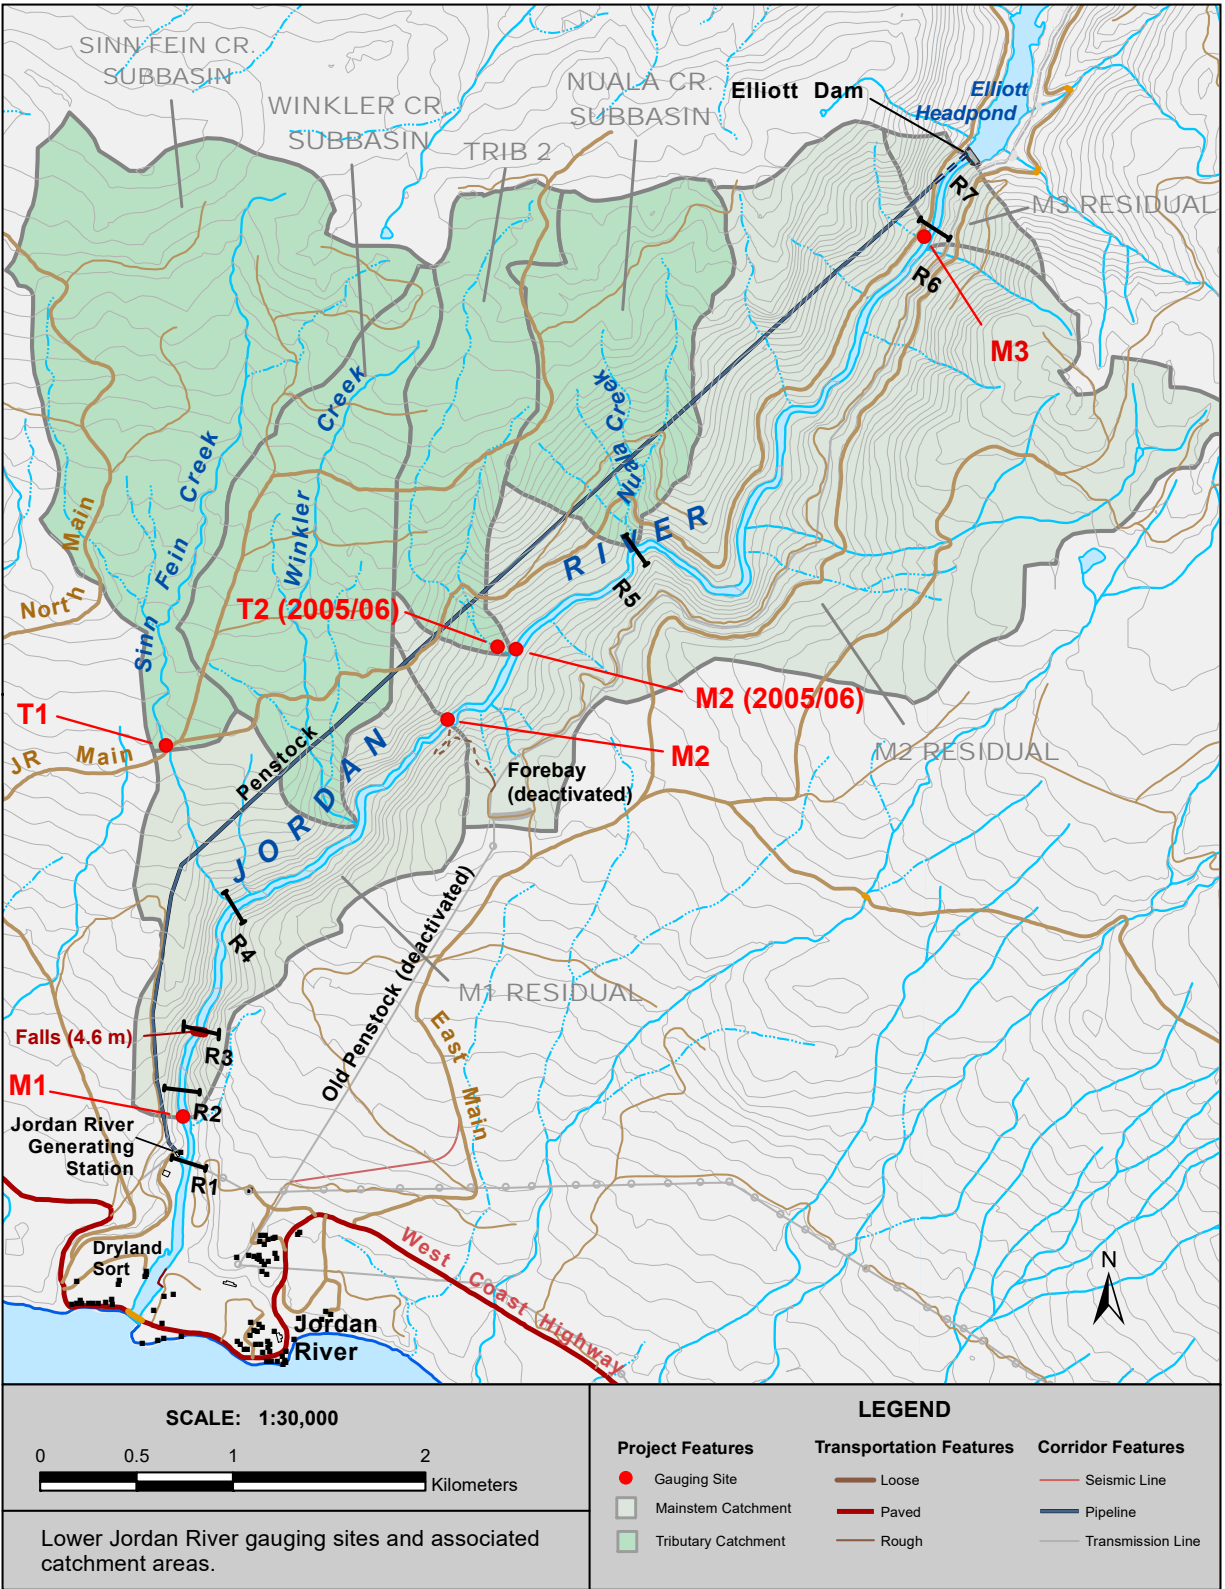 SINN FEIN CR.
SUBBASIN
WINKLER CR.
SUBBASIN
TRIB 2
NUALA CR.
SUBBASIN
Elliott Dam
Elliott
Headpond
R7
M3 RESIDUAL
R6
M3
Sinn Fein Creek
Winkler Creek
Nuala Creek
North Main
JORDAN RIVER
R5
T2 (2005/06)
M2 (2005/06)
T1
JR Main
Penstock
M2
M2 RESIDUAL
Forebay
(deactivated)
R4
Old Penstock (deactivated)
M1 RESIDUAL
East Main
Falls (4.6 m)
R3
M1
R2
Jordan River
Generating
Station
R1
Dryland
Sort
West Coast Highway
Jordan
River
N
SCALE: 1:30,000
0 0.5 1 2
Kilometers
Lower Jordan River gauging sites and associated
catchment areas.
LEGEND
Project Features
Gauging Site
Mainstem Catchment
Tributary Catchment
Transportation Features
Loose
Paved
Rough
Corridor Features
Seismic Line
Pipeline
Transmission Line